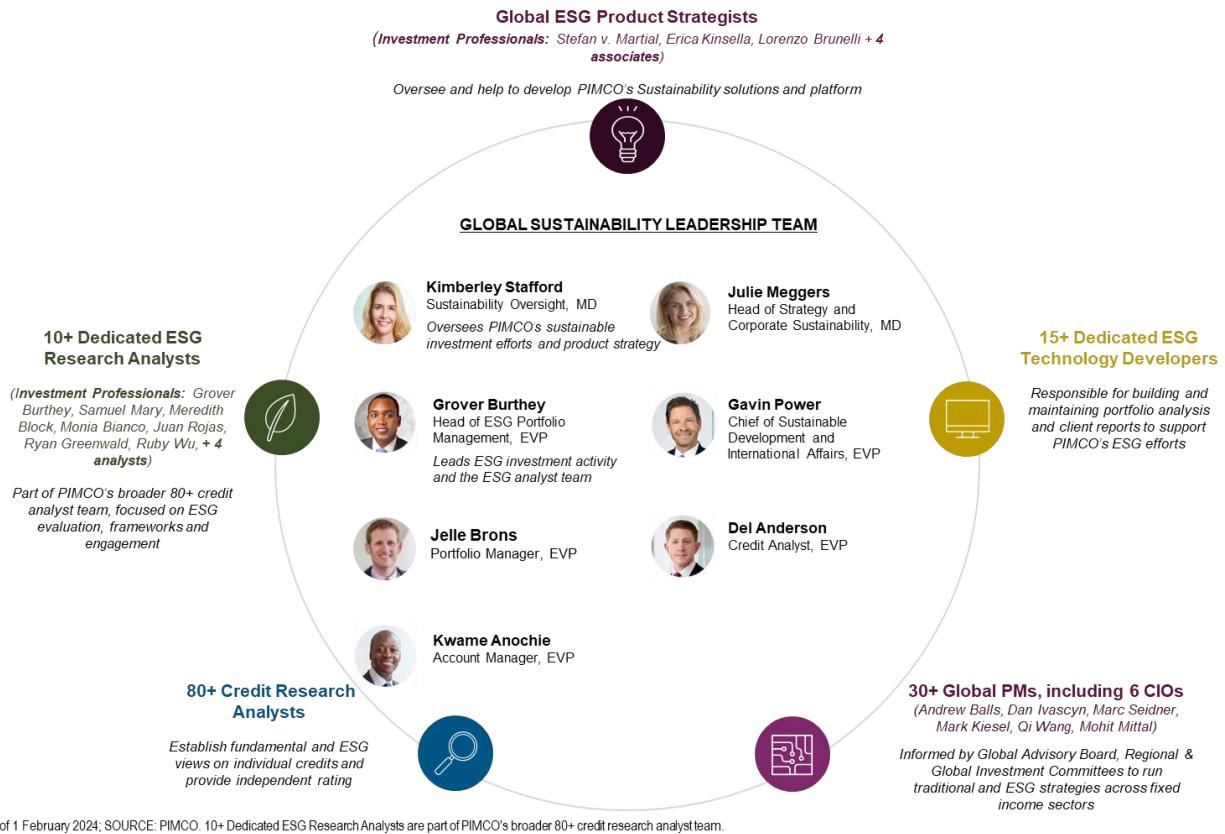 Global ESG Product Strategists
(Investment Professionals: Stefan v. Martial, Erica Kinsella, Lorenzo Brunelli + 4
associates)
Oversee and help to develop PIMCO's Sustainability solutions and platform
GLOBAL SUSTAINABILITY LEADERSHIP TEAM
Kimberley Stafford
Sustainability Oversight, MD
Oversees PIMCO's sustainable
investment efforts and product strategy
Julie Meggers
Head of Strategy and
Corporate Sustainability, MD
10+ Dedicated ESG
Research Analysts
(Investment Professionals: Grover
Burthey, Samuel Mary, Meredith
Block, Monia Bianco, Juan Rojas,
Ryan Greenwald, Ruby Wu, + 4
analysts)
Part of PIMCO's broader 80+ credit
analyst team, focused on ESG
evaluation, frameworks and
engagement
Grover Burthey
Head of ESG Portfolio
Management, EVP
Leads ESG investment activity
and the ESG analyst team
Gavin Power
Chief of Sustainable
Development and
International Affairs, EVP
15+ Dedicated ESG
Technology Developers
Responsible for building and
maintaining portfolio analysis
and client reports to support
PIMCO's ESG efforts
Jelle Brons
Portfolio Manager, EVP
Del Anderson
Credit Analyst, EVP
Kwame Anochie
Account Manager, EVP
80+ Credit Research
Analysts
Establish fundamental and ESG
views on individual credits and
provide independent rating
30+ Global PMs, including 6 CIOs
(Andrew Balls, Dan Ivascyn, Marc Seidner,
Mark Kiesel, Qi Wang, Mohit Mittal)
Informed by Global Advisory Board, Regional &
Global Investment Committees to run
traditional and ESG strategies across fixed
income sectors
of 1 February 2024; SOURCE: PIMCO. 10+ Dedicated ESG Research Analysts are part of PIMCO's broader 80+ credit research analyst team.